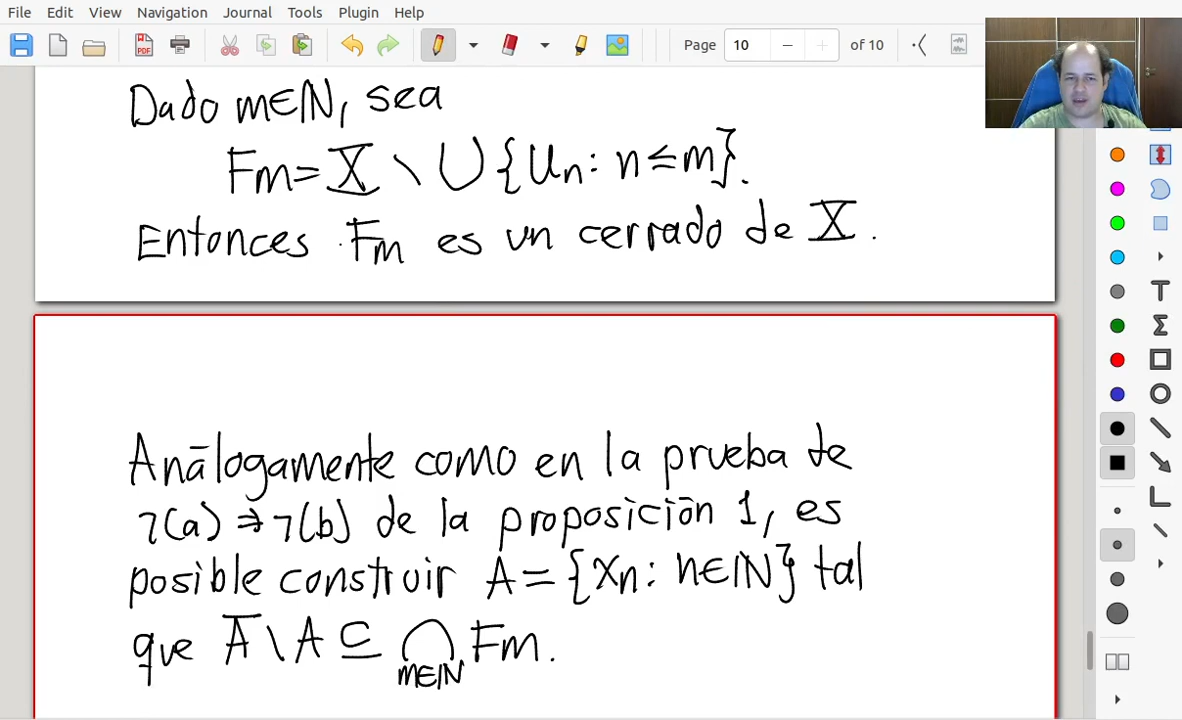 File Edit View Navigation Journal Tools Plugin Help
Page 10 of 10
Dado m∈ℕ, sea
Fm = X \ ∪ {Un : n ≤ m}.
Entonces Fm es un cerrado de X.
Análogamente como en la prueba de
¬(a) ⇒ ¬(b) de la proposición 1, es
posible construir A = {Xn : n∈ℕ} tal
que A̅ \ A ⊆ ⋂ Fm.
m∈ℕ